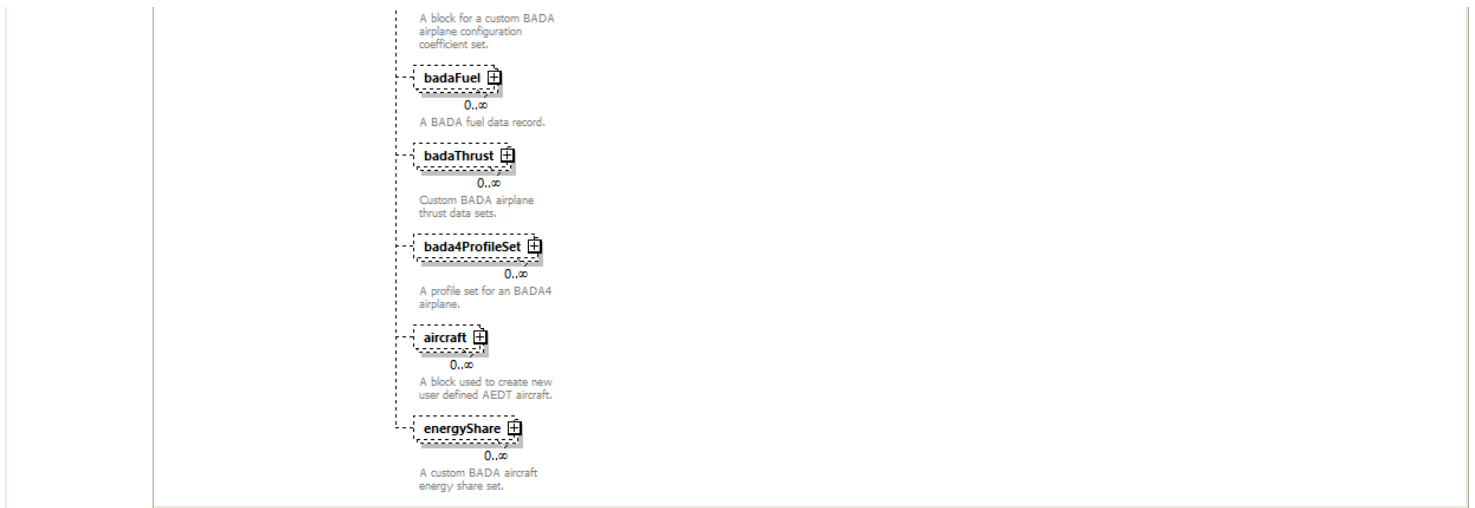 A block for a custom BADA
airplane configuration
coefficient set.
badaFuel
0..∞
A BADA fuel data record.
badaThrust
0..∞
Custom BADA airplane
thrust data sets.
bada4ProfileSet
0..∞
A profile set for an BADA4
airplane.
aircraft
0..∞
A block used to create new
user defined AEDT aircraft.
energyShare
0..∞
A custom BADA aircraft
energy share set.